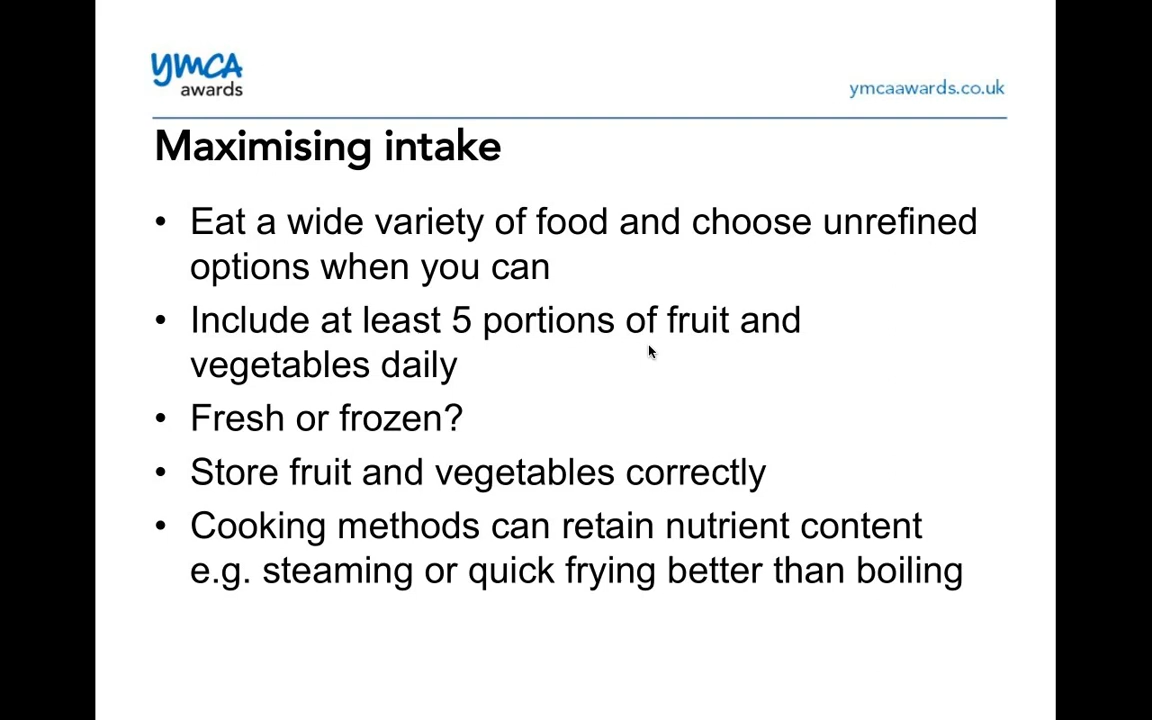 ymca
awards
ymcaawards.co.uk
Maximising intake
• Eat a wide variety of food and choose unrefined
options when you can
• Include at least 5 portions of fruit and
vegetables daily
• Fresh or frozen?
• Store fruit and vegetables correctly
• Cooking methods can retain nutrient content
e.g. steaming or quick frying better than boiling